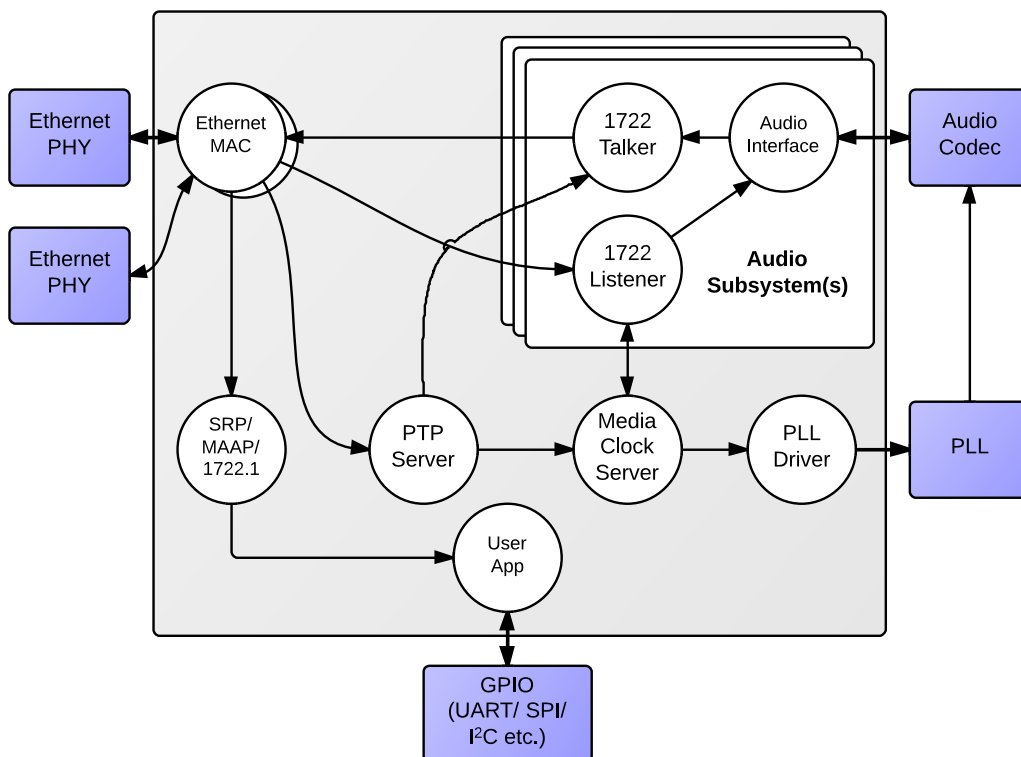 Ethernet
PHY
Ethernet
MAC
1722
Talker
Audio
Interface
Audio
Codec
Ethernet
PHY
1722
Listener
Audio
Subsystem(s)
SRP/
MAAP/
1722.1
PTP
Server
Media
Clock
Server
PLL
Driver
PLL
User
App
GPIO
(UART/ SPI/
I²C etc.)